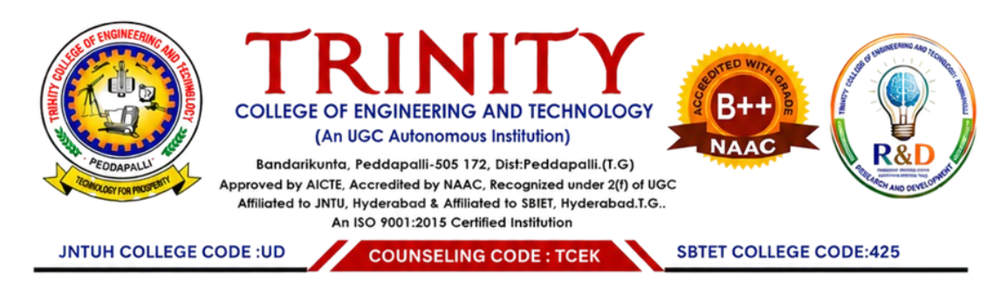 TRINITY COLLEGE OF ENGINEERING AND TECHNOLOGY
PEDDAPALLI
TECHNOLOGY FOR PROSPERITY
TRINITY
COLLEGE OF ENGINEERING AND TECHNOLOGY
(An UGC Autonomous Institution)
Bandarikunta, Peddapalli-505 172, Dist:Peddapalli.(T.G)
Approved by AICTE, Accredited by NAAC, Recognized under 2(f) of UGC
Affiliated to JNTU, Hyderabad & Affiliated to SBIET, Hyderabad.T.G..
An ISO 9001:2015 Certified Institution
ACCREDITED WITH GRADE
B++
NAAC
TRINITY COLLEGE OF ENGINEERING AND
R&D
RESEARCH AND DEVELOPMENT
JNTUH COLLEGE CODE :UD
COUNSELING CODE : TCEK
SBTET COLLEGE CODE:425